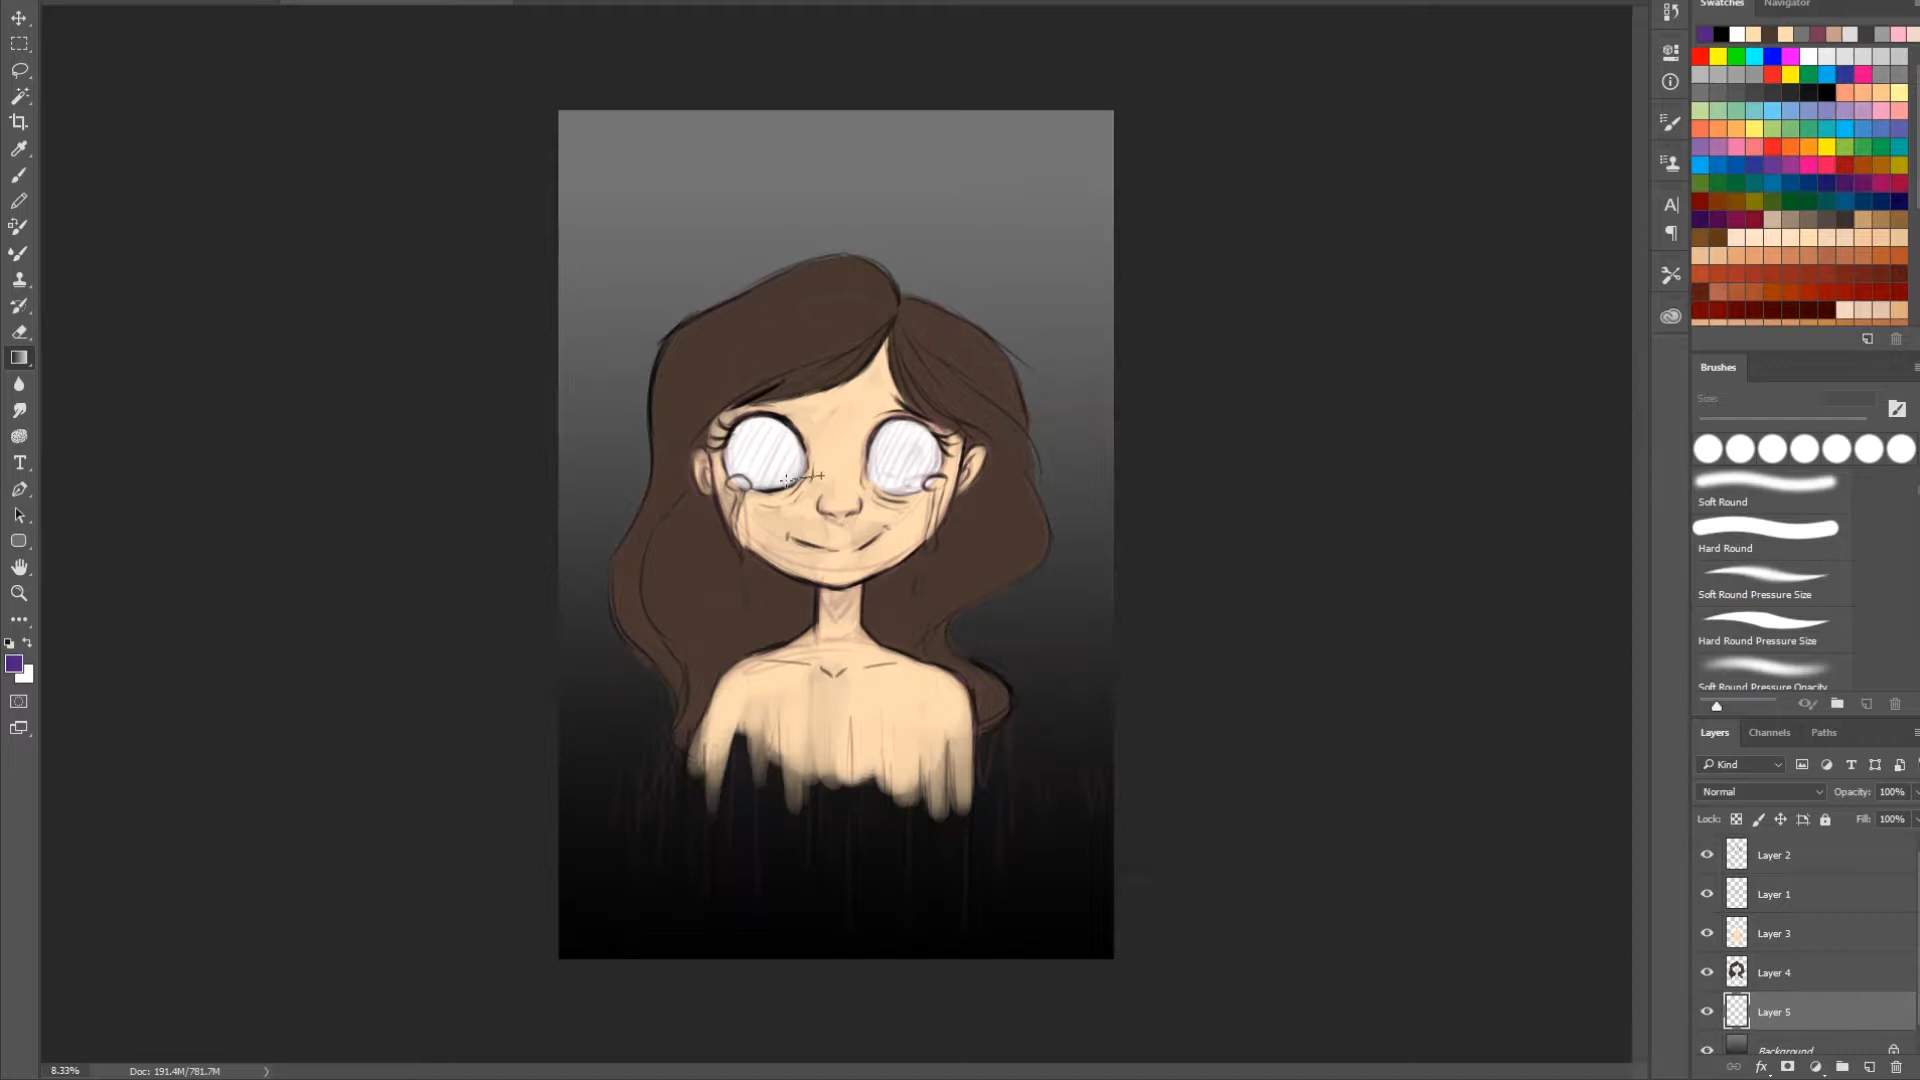 Swatches Navigator
Brushes
Size:
Soft Round
Hard Round
Soft Round Pressure Size
Hard Round Pressure Size
Soft Round Pressure Opacity
Layers Channels Paths
Kind
Normal Opacity: 100%
Lock: Fill: 100%
Layer 2
Layer 1
Layer 3
Layer 4
Layer 5
Background
8.33% Doc: 191.4M/781.7M